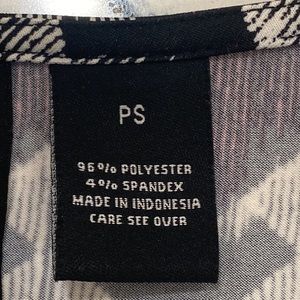 PS
96% POLYESTER
4% SPANDEX
MADE IN INDONESIA
CARE SEE OVER